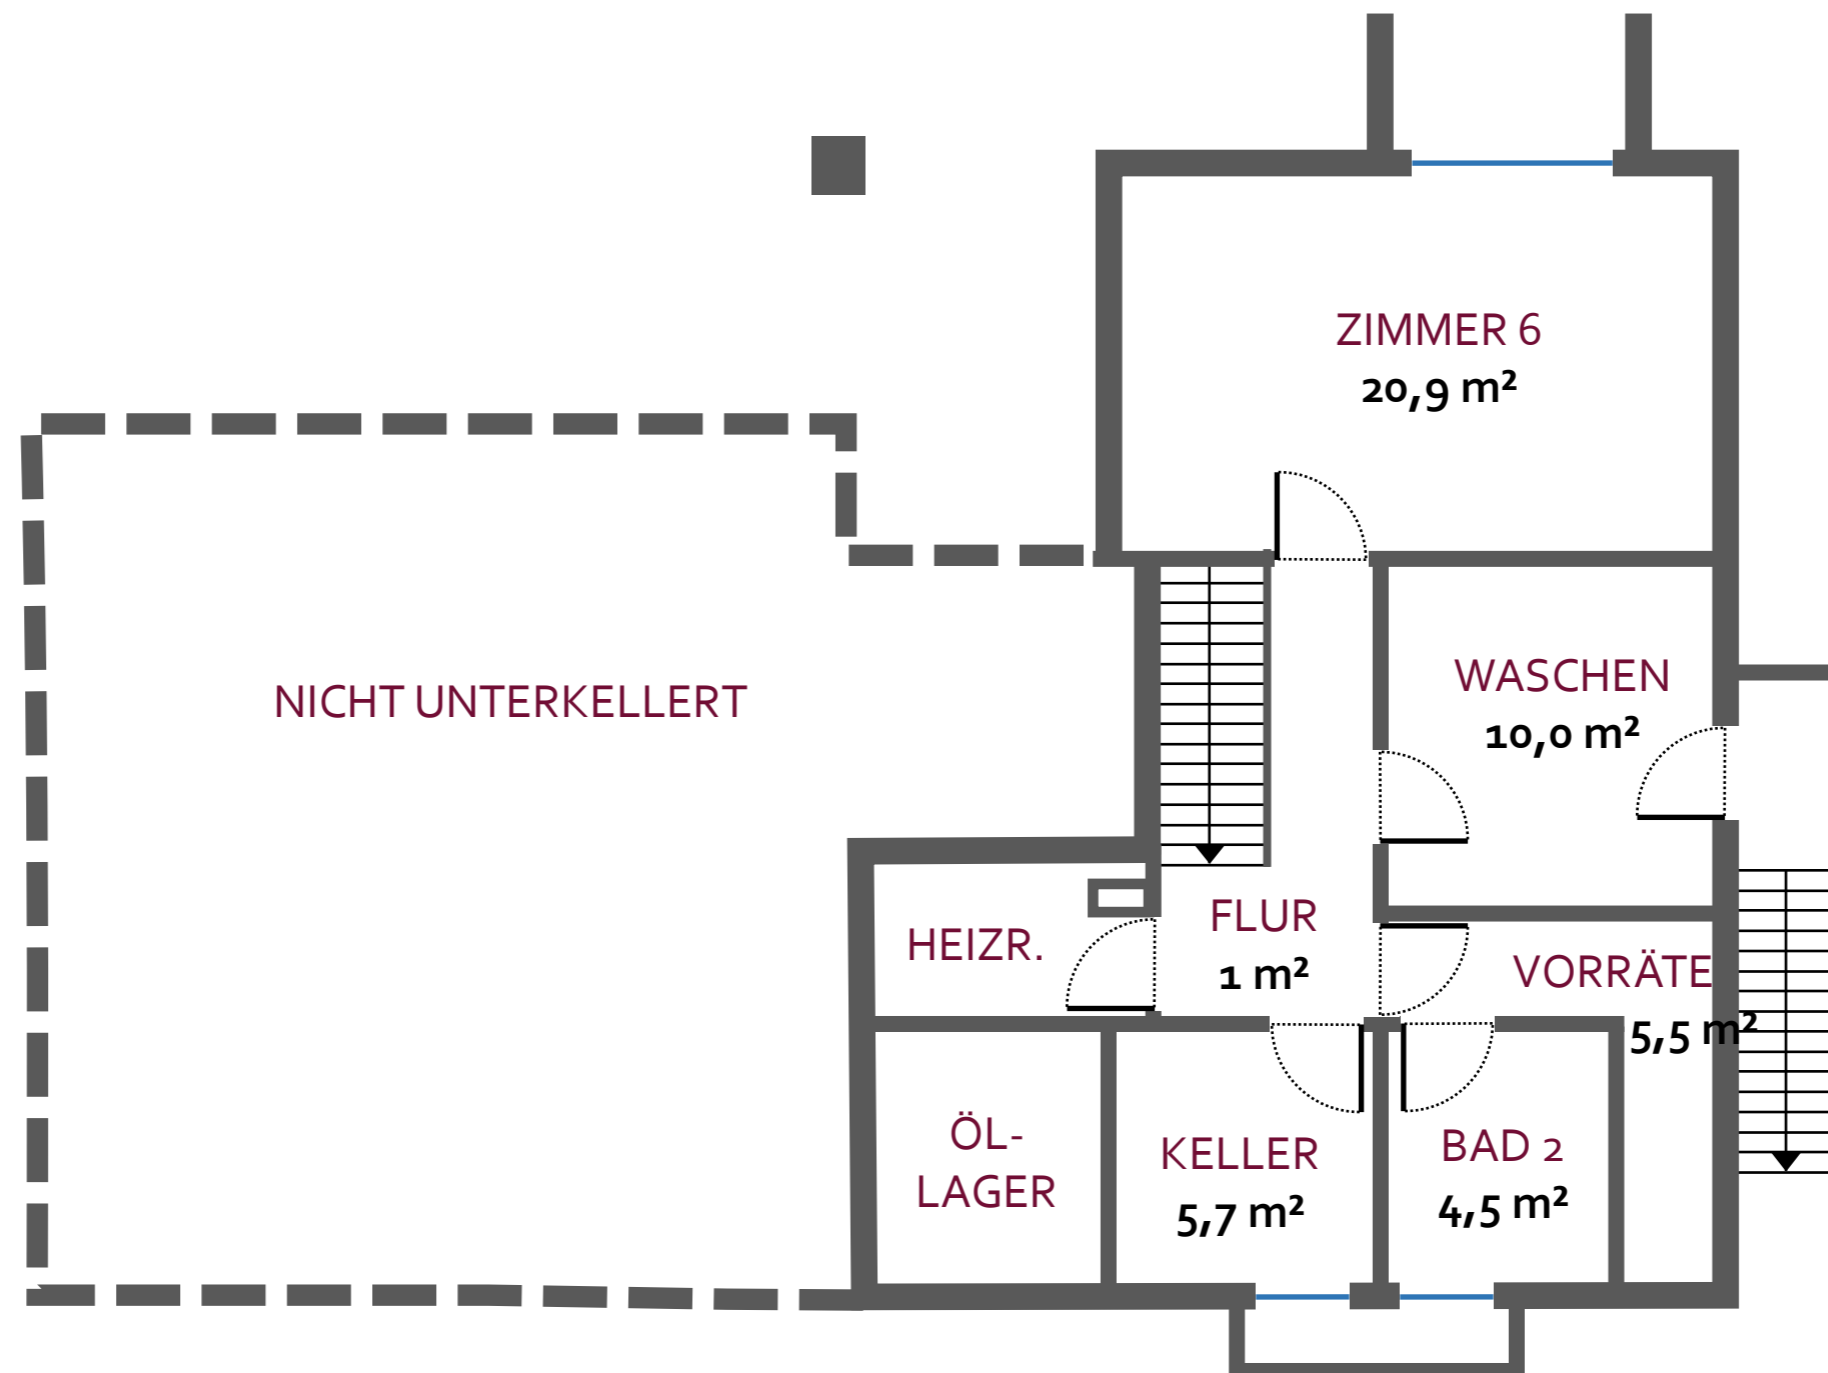 ZIMMER 6
20,9 m²
NICHT UNTERKELLERT
WASCHEN
10,0 m²
FLUR
1 m²
HEIZR.
VORRÄTE
5,5 m²
ÖL-
LAGER
KELLER
5,7 m²
BAD 2
4,5 m²